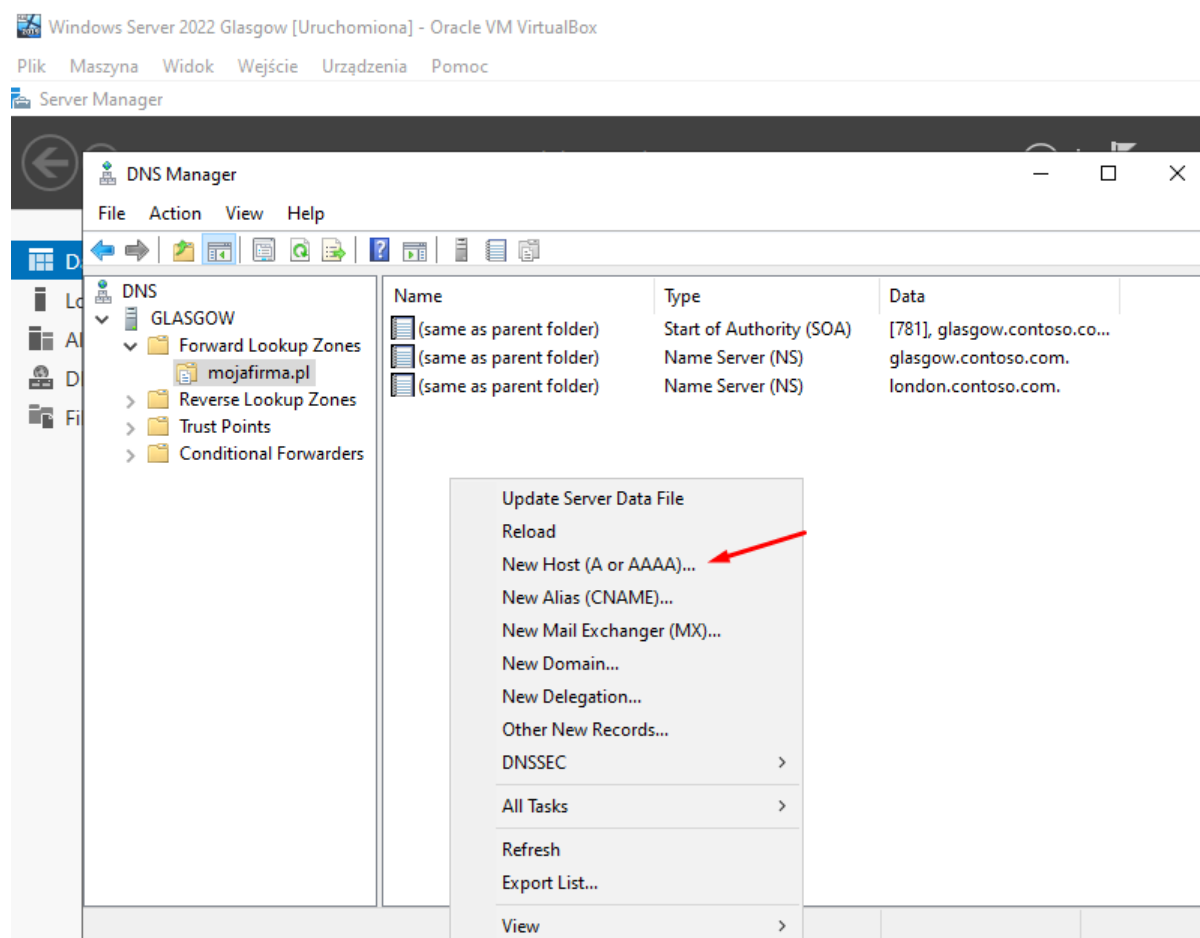 Windows Server 2022 Glasgow [Uruchomiona] - Oracle VM VirtualBox
Plik Maszyna Widok Wejście Urządzenia Pomoc
Server Manager
DNS Manager
File Action View Help
DNS
GLASGOW
Forward Lookup Zones
mojafirma.pl
Reverse Lookup Zones
Trust Points
Conditional Forwarders
Name Type Data
(same as parent folder) Start of Authority (SOA) [781], glasgow.contoso.co...
(same as parent folder) Name Server (NS) glasgow.contoso.com.
(same as parent folder) Name Server (NS) london.contoso.com.
Update Server Data File
Reload
New Host (A or AAAA)...
New Alias (CNAME)...
New Mail Exchanger (MX)...
New Domain...
New Delegation...
Other New Records...
DNSSEC
All Tasks
Refresh
Export List...
View